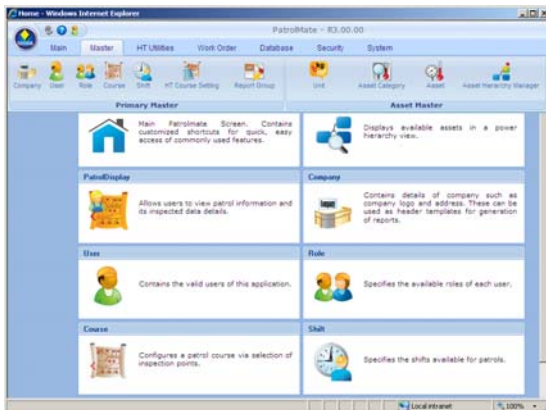 Home - Windows Internet Explorer
PatrolMate - R3.00.00
Main Master HT Utilities Work Order Database Security System
Company User Role Course Shift HT Course Setting Report Group Unit Asset Category Asset Asset Hierarchy Manager
Primary Master Asset Master
Main Patrolmate Screen. Contains
customized shortcuts for quick, easy
access of commonly used features.
Displays available assets in a power
hierarchy view.
PatrolDisplay
Allows users to view patrol information and
its inspected data details.
Company
Contains details of company such as
company logo and address. These can be
used as header templates for generation
of reports.
User
Contains the valid users of this application.
Role
Specifies the available roles of each user.
Course
Configures a patrol course via selection of
inspection points.
Shift
Specifies the shifts available for patrols.
Local intranet 100%